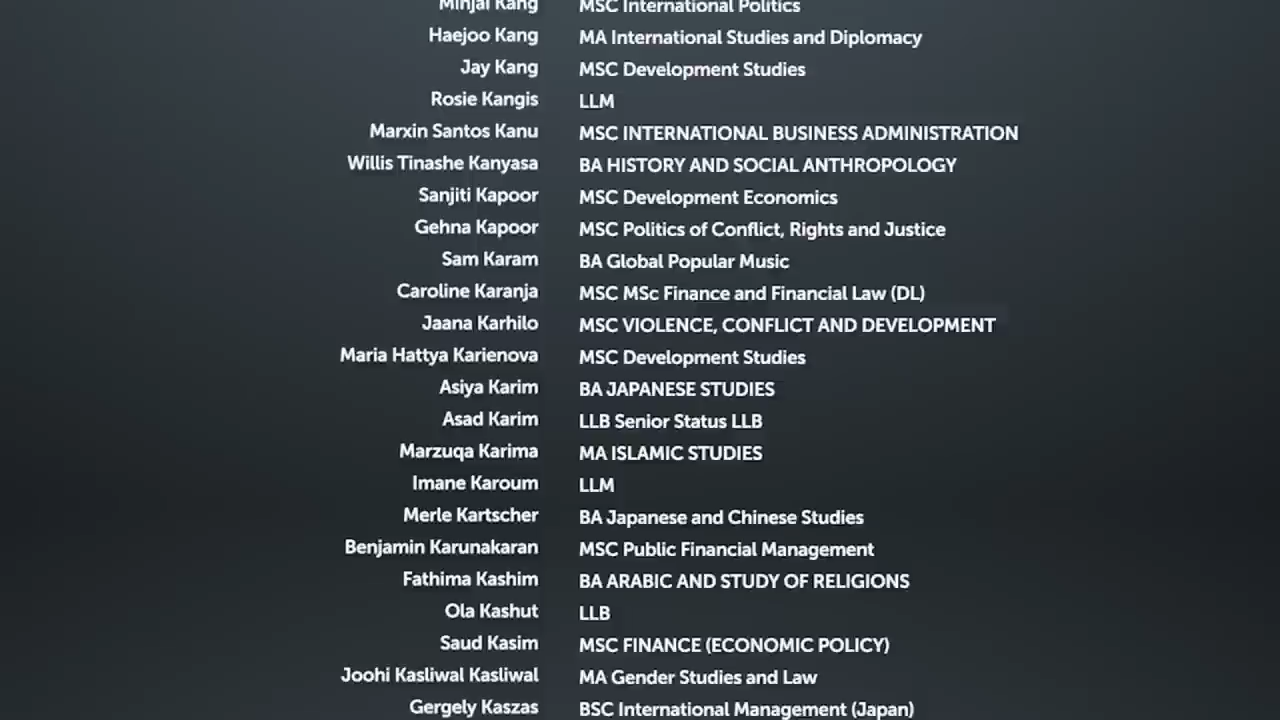 Minjai Kang MSC International Politics
Haejoo Kang MA International Studies and Diplomacy
Jay Kang MSC Development Studies
Rosie Kangis LLM
Marxin Santos Kanu MSC INTERNATIONAL BUSINESS ADMINISTRATION
Willis Tinashe Kanyasa BA HISTORY AND SOCIAL ANTHROPOLOGY
Sanjiti Kapoor MSC Development Economics
Gehna Kapoor MSC Politics of Conflict, Rights and Justice
Sam Karam BA Global Popular Music
Caroline Karanja MSC MSc Finance and Financial Law (DL)
Jaana Karhilo MSC VIOLENCE, CONFLICT AND DEVELOPMENT
Maria Hattya Karienova MSC Development Studies
Asiya Karim BA JAPANESE STUDIES
Asad Karim LLB Senior Status LLB
Marzuqa Karima MA ISLAMIC STUDIES
Imane Karoum LLM
Merle Kartscher BA Japanese and Chinese Studies
Benjamin Karunakaran MSC Public Financial Management
Fathima Kashim BA ARABIC AND STUDY OF RELIGIONS
Ola Kashut LLB
Saud Kasim MSC FINANCE (ECONOMIC POLICY)
Joohi Kasliwal Kasliwal MA Gender Studies and Law
Gergely Kaszas BSC International Management (Japan)